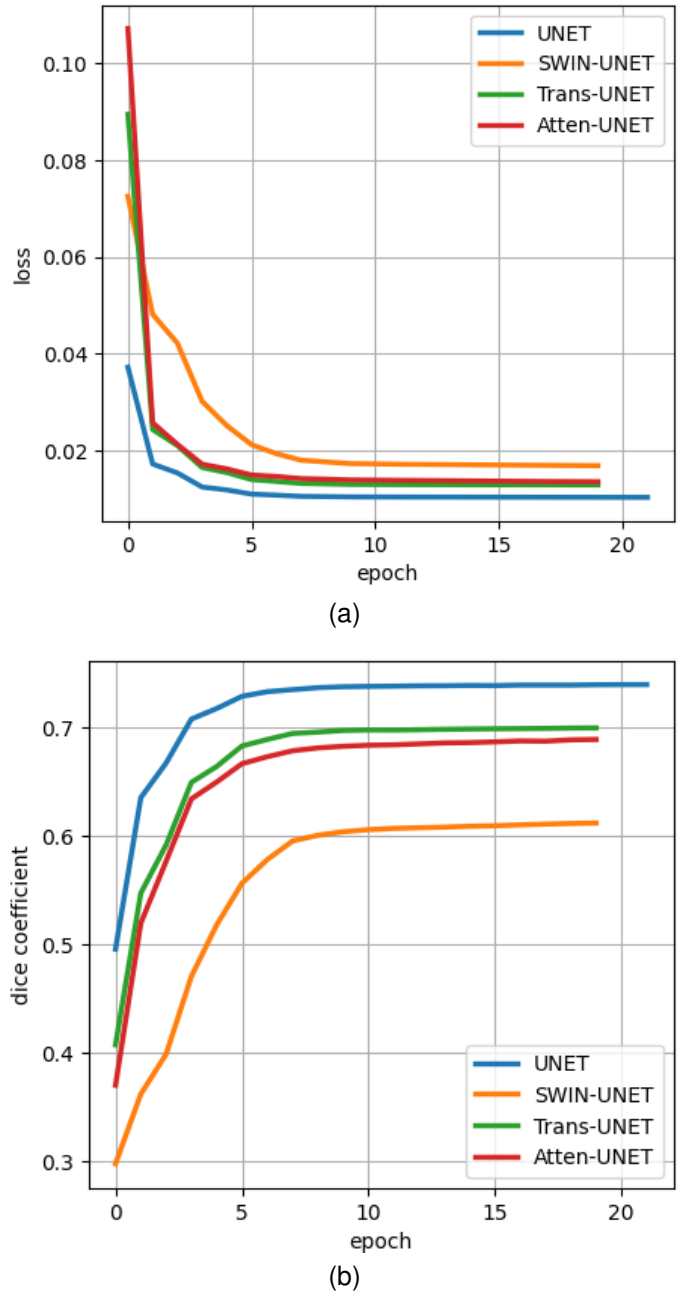 UNET
SWIN-UNET
Trans-UNET
Atten-UNET
0.10
0.08
0.06
0.04
0.02
loss
0 5 10 15 20
epoch
(a)
0.7
0.6
0.5
0.4
0.3
dice coefficient
UNET
SWIN-UNET
Trans-UNET
Atten-UNET
0 5 10 15 20
epoch
(b)